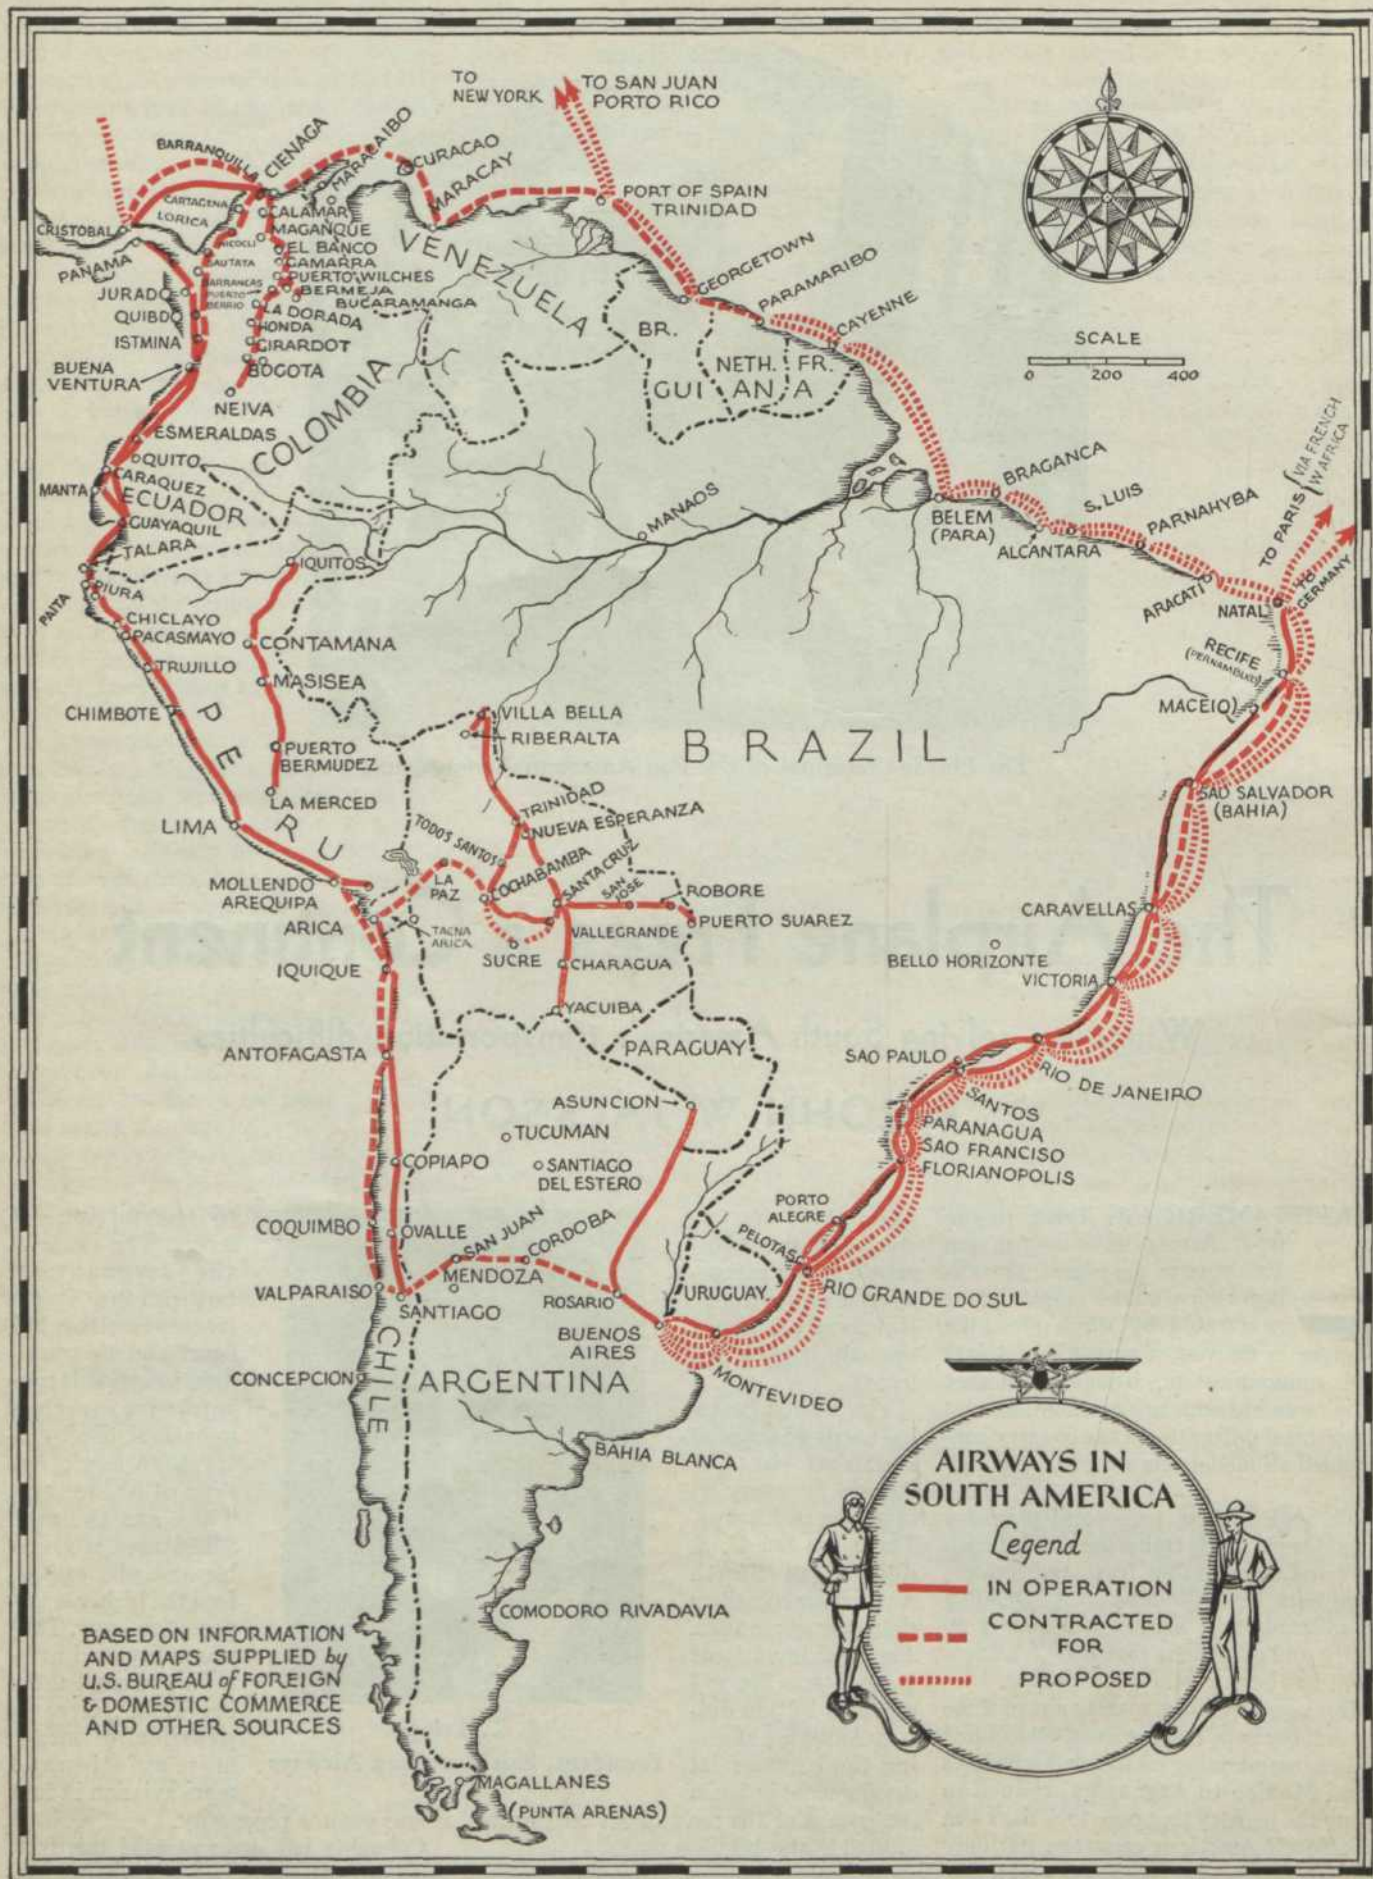 TO
NEW YORK
TO SAN JUAN
PORTO RICO
BARRANQUILLA
CIENAGA
MARACAIBO
CURACAO
MARACAY
PORT OF SPAIN
TRINIDAD
CARTAGENA
LORICA
CALAMAR
MAGANQUE
CRISTOBAL
PANAMA
EL BANCO
GAMARRA
PUERTO WILCHES
BARRANCAS
BERMEJA
PUERTO
BERRIO
BUCARAMANGA
VENEZUELA
GEORGETOWN
PARAMARIBO
CAYENNE
JURADO
QUIBDO
ISTMINA
LA DORADA
HONDA
GIRARDOT
BOGOTA
BUENA
VENTURA
NEIVA
COLOMBIA
BR.
NETH.
FR.
GUIANA
SCALE
0 200 400
ESMERALDAS
QUITO
CARAQUEZ
MANTA
ECUADOR
GUAYAQUIL
TALARA
MANAOS
BRAGANCA
BELEM
(PARA)
S. LUIS
ALCANTARA
PARNAHYBA
ARACATI
NATAL
TO PARIS
VIA FRENCH
W AFRICA
TO
GERMANY
IQUITOS
PIURA
PAITA
CHICLAYO
PACASMAYO
TRUJILLO
CHIMBOTE
CONTAMANA
MASISEA
PERU
PUERTO
BERMUDEZ
LA MERCED
LIMA
VILLA BELLA
RIBERALTA
BRAZIL
RECIFE
(PERNAMBUCO)
MACEIO
SAO SALVADOR
(BAHIA)
TRINIDAD
NUEVA ESPERANZA
TODOS SANTOS
COCHABAMBA
SANTA CRUZ
SAN
JOSE
ROBORE
PUERTO SUAREZ
VALLEGRANDE
MOLLENDO
AREQUIPA
ARICA
LA
PAZ
TACNA
ARICA
SUCRE
CHARAGUA
IQUIQUE
YACUIBA
CARAVELLAS
BELLO HORIZONTE
VICTORIA
ANTOFAGASTA
PARAGUAY
SAO PAULO
RIO DE JANEIRO
ASUNCION
SANTOS
PARANAGUA
SAO FRANCISO
FLORIANOPOLIS
TUCUMAN
COPIAPO
SANTIAGO
DEL ESTERO
PORTO
ALEGRE
PELOTAS
COQUIMBO
OVALLE
SAN JUAN
CORDOBA
MENDOZA
VALPARAISO
SANTIAGO
ROSARIO
URUGUAY.
RIO GRANDE DO SUL
BUENOS
AIRES
MONTEVIDEO
CHILE
CONCEPCION
ARGENTINA
BAHIA BLANCA
COMODORO RIVADAVIA
MAGALLANES
(PUNTA ARENAS)
AIRWAYS IN
SOUTH AMERICA
Legend
IN OPERATION
CONTRACTED
FOR
PROPOSED
BASED ON INFORMATION
AND MAPS SUPPLIED by
U.S. BUREAU of FOREIGN
& DOMESTIC COMMERCE
AND OTHER SOURCES